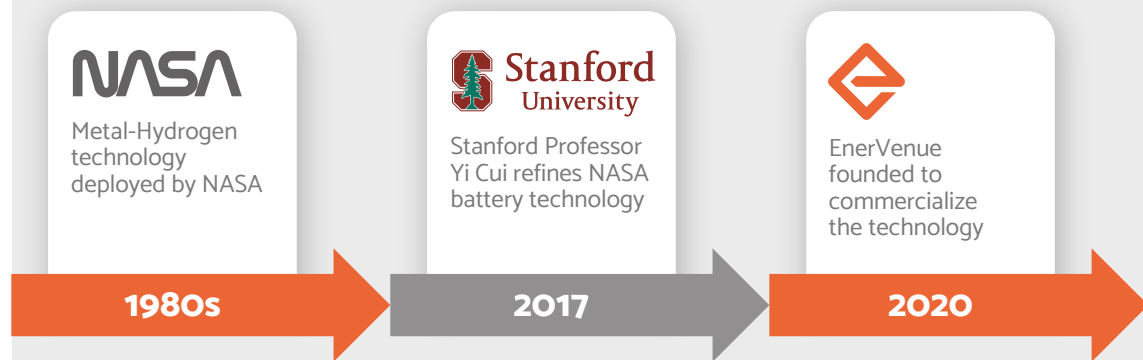 NASA
Metal-Hydrogen
technology
deployed by NASA
1980s
Stanford
University
Stanford Professor
Yi Cui refines NASA
battery technology
2017
EnerVenue
founded to
commercialize
the technology
2020